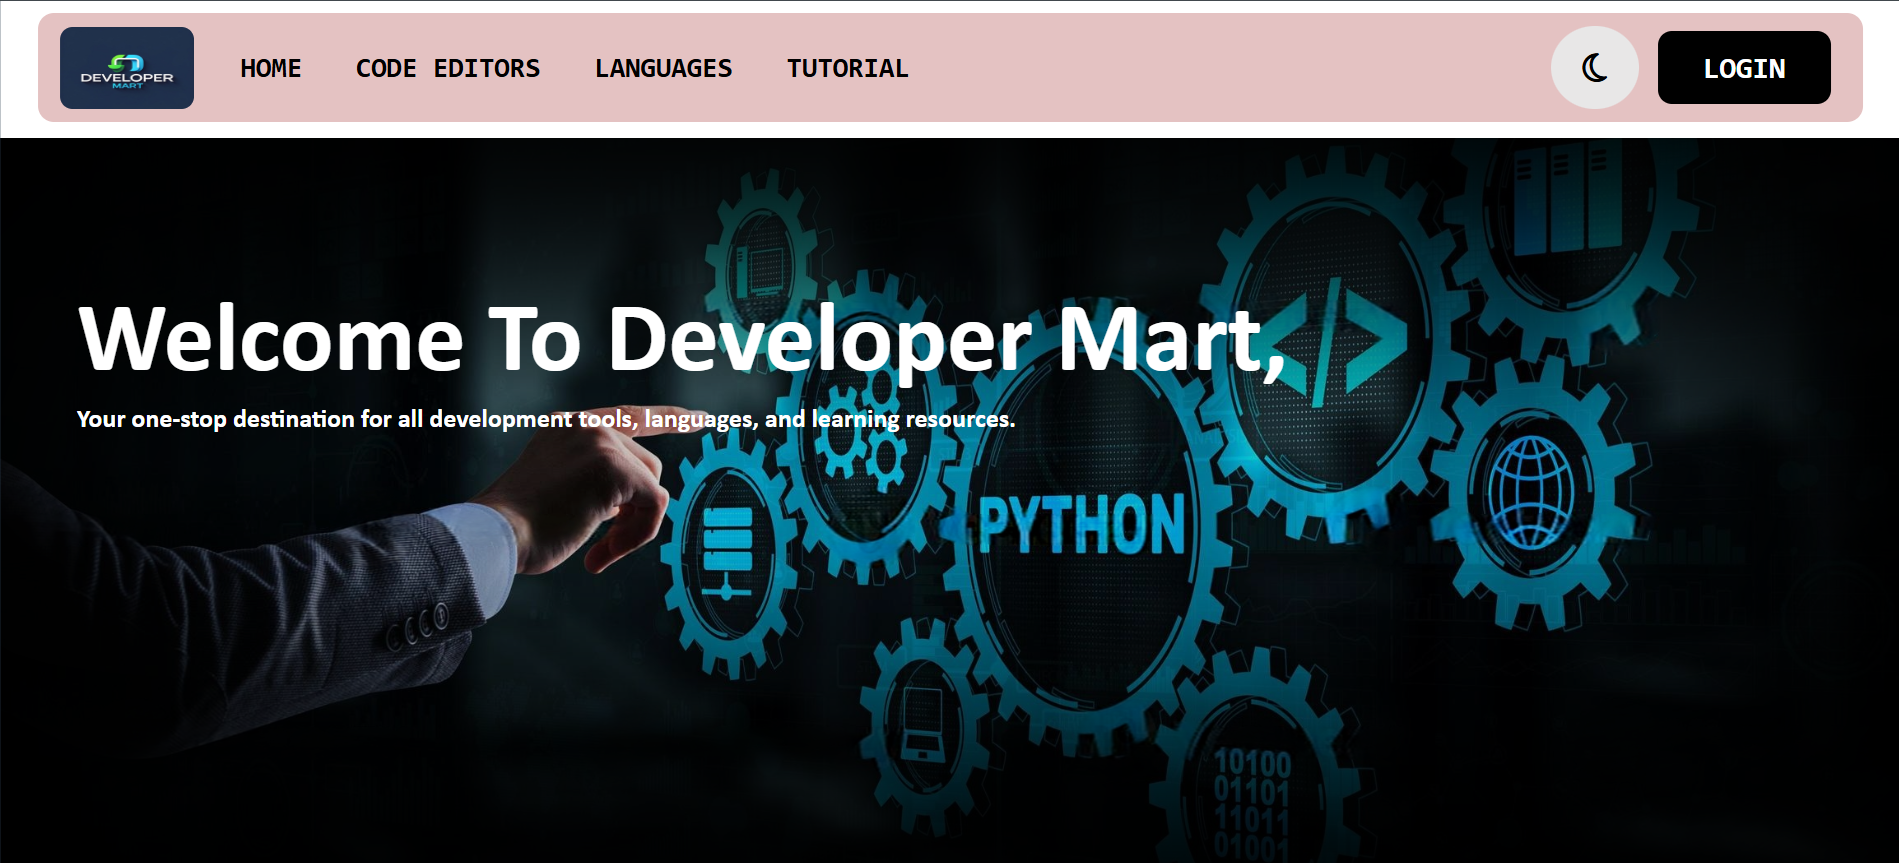 DEVELOPER
MART
HOME
CODE EDITORS
LANGUAGES
TUTORIAL
LOGIN
Welcome To Developer Mart,
Your one-stop destination for all development tools, languages, and learning resources.
</>
PYTHON
10100
01101
11011
01001